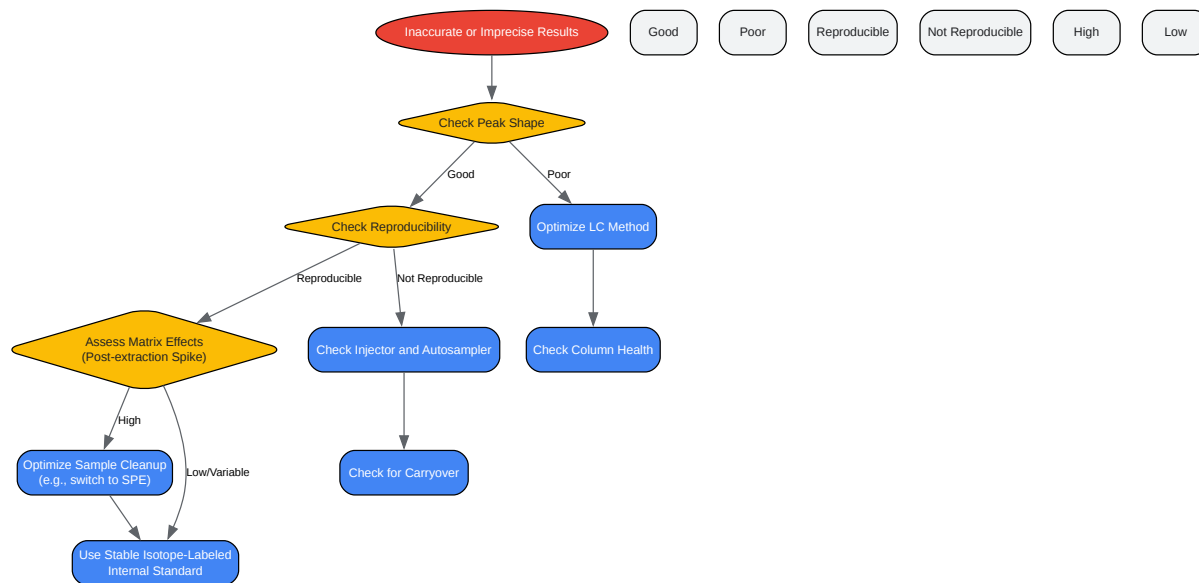 Inaccurate or Imprecise Results
Good
Poor
Reproducible
Not Reproducible
High
Low
Check Peak Shape
Good
Poor
Check Reproducibility
Optimize LC Method
Reproducible
Not Reproducible
Assess Matrix Effects
(Post-extraction Spike)
Check Injector and Autosampler
Check Column Health
High
Low/Variable
Optimize Sample Cleanup
(e.g., switch to SPE)
Check for Carryover
Use Stable Isotope-Labeled
Internal Standard